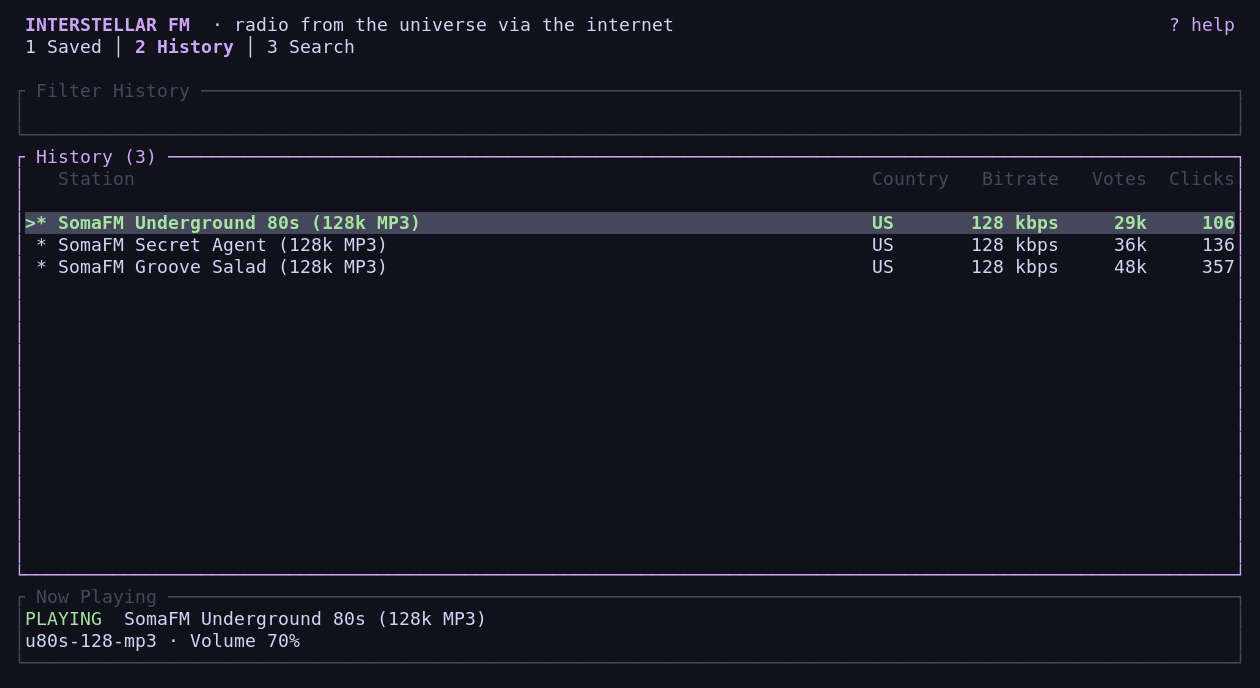 INTERSTELLAR FM · radio from the universe via the internet ? help
1 Saved │ 2 History │ 3 Search
Filter History
History (3)
Station Country Bitrate Votes Clicks
>* SomaFM Underground 80s (128k MP3) US 128 kbps 29k 106
* SomaFM Secret Agent (128k MP3) US 128 kbps 36k 136
* SomaFM Groove Salad (128k MP3) US 128 kbps 48k 357
Now Playing
PLAYING SomaFM Underground 80s (128k MP3)
u80s-128-mp3 · Volume 70%